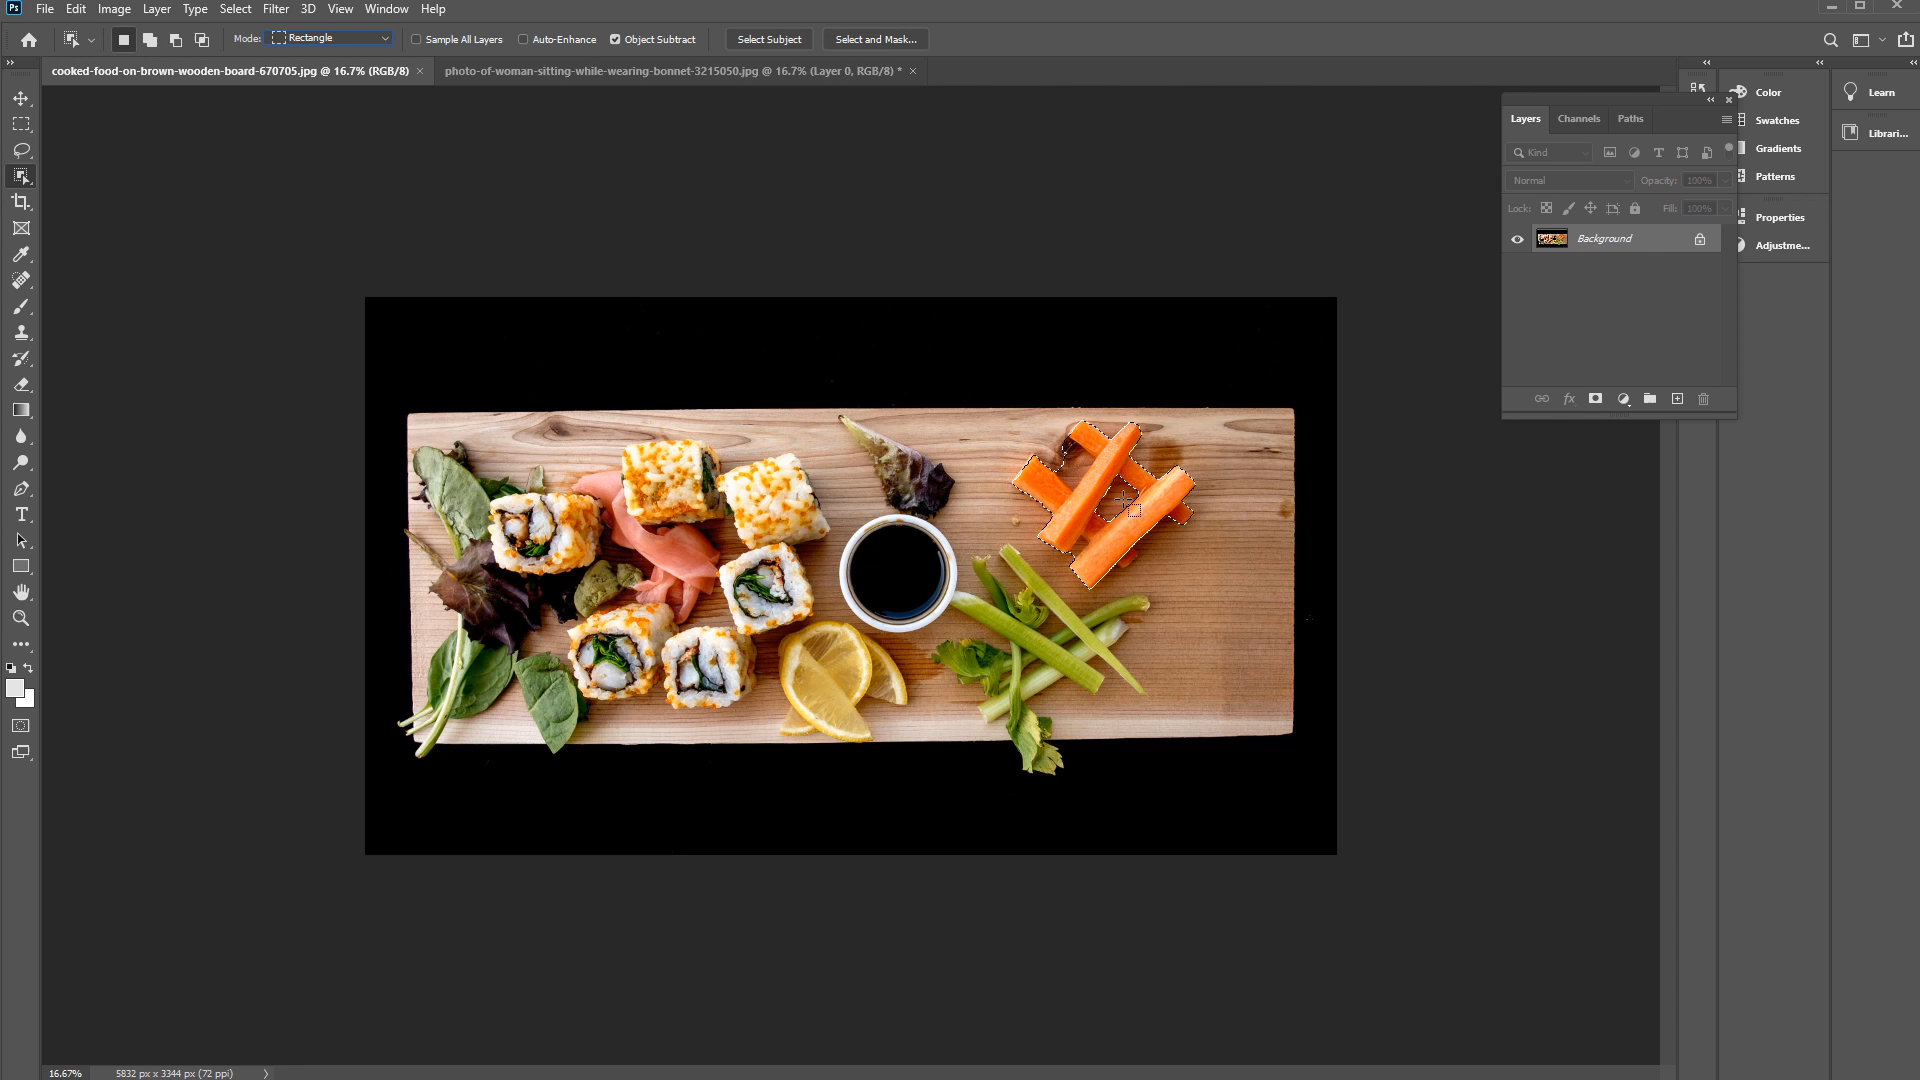 Ps File Edit Image Layer Type Select Filter 3D View Window Help
Mode: Rectangle Sample All Layers Auto-Enhance Object Subtract Select Subject Select and Mask...
cooked-food-on-brown-wooden-board-670705.jpg @ 16.7% (RGB/8) × photo-of-woman-sitting-while-wearing-bonnet-3215050.jpg @ 16.7% (Layer 0, RGB/8) * ×
Layers Channels Paths
Kind
Normal Opacity: 100%
Lock: Fill: 100%
Background
fx
Color
Swatches
Gradients
Patterns
Properties
Adjustme...
Learn
Librari...
16.67% 5832 px x 3344 px (72 ppi)